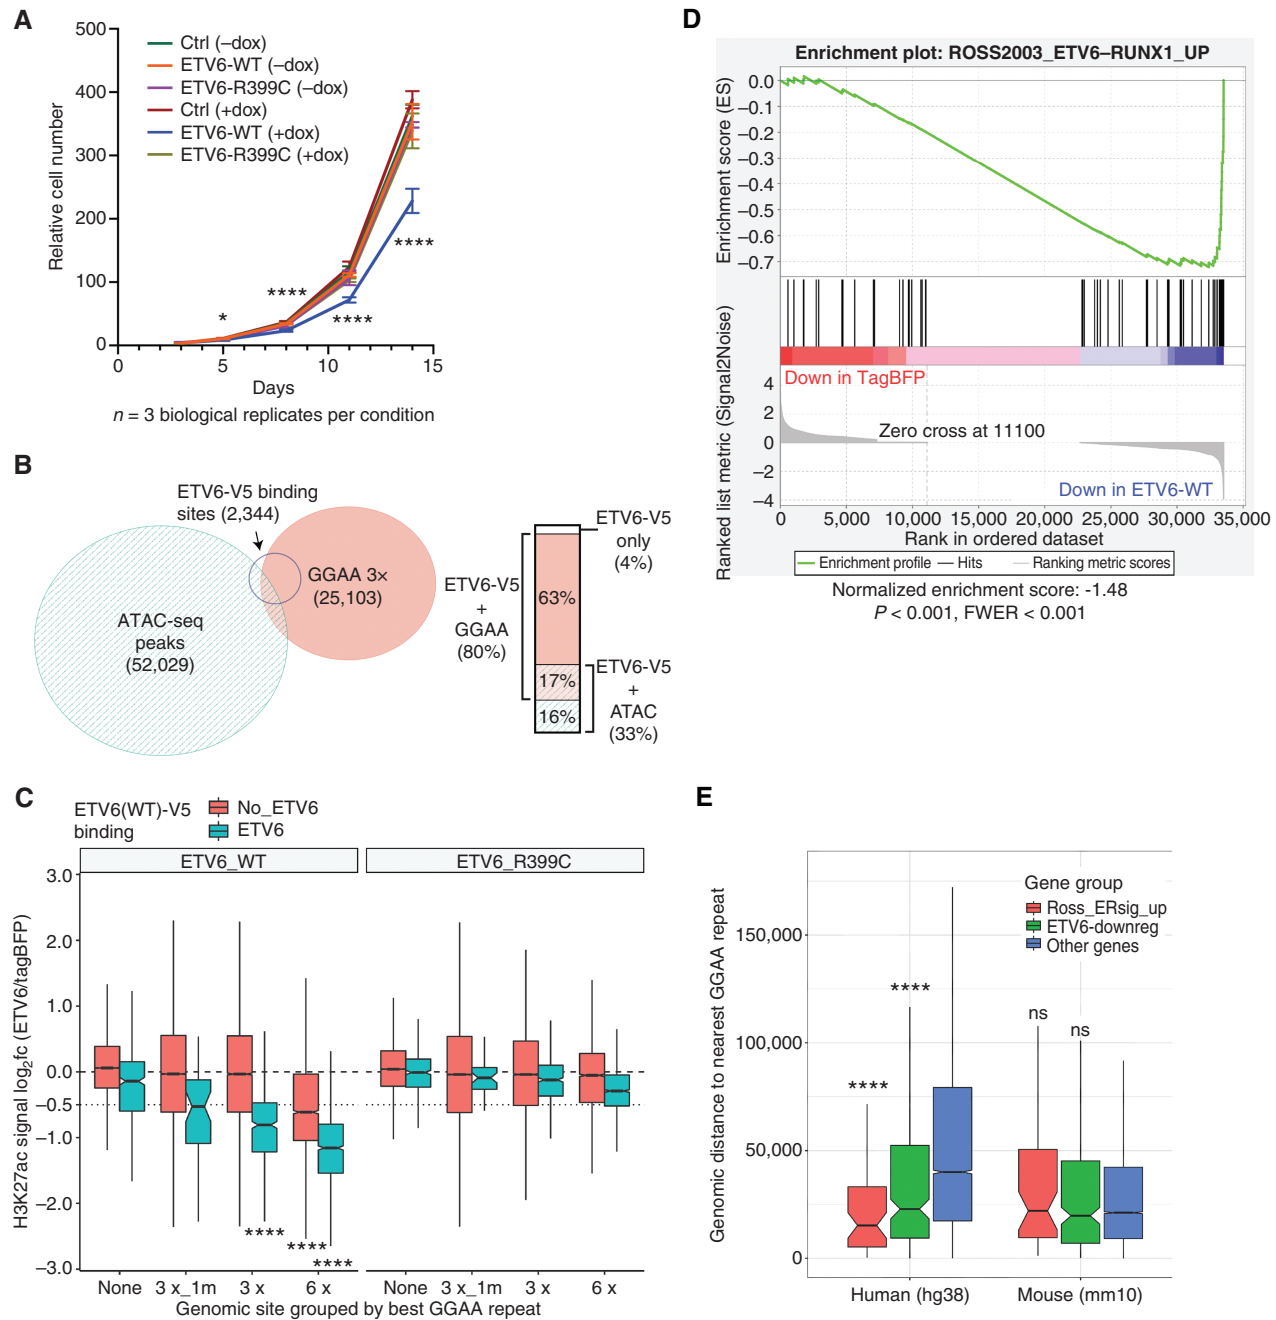 A
500
400
300
200
100
0
Relative cell number
Ctrl (–dox)
ETV6-WT (–dox)
ETV6-R399C (–dox)
Ctrl (+dox)
ETV6-WT (+dox)
ETV6-R399C (+dox)
*
****
****
****
0 5 10 15
Days
n = 3 biological replicates per condition
B
ETV6-V5 binding
sites (2,344)
GGAA 3×
(25,103)
ATAC-seq
peaks
(52,029)
ETV6-V5
+
GGAA
(80%)
63%
17%
16%
ETV6-V5
only
(4%)
ETV6-V5
+
ATAC
(33%)
C
ETV6(WT)-V5
binding
No_ETV6
ETV6
ETV6_WT
ETV6_R399C
H3K27ac signal log2fc (ETV6/tagBFP)
3.0
2.0
1.0
0.0
–0.5
–1.0
–2.0
–3.0
****
****
****
None 3 x_1m 3 x 6 x
None 3 x_1m 3 x 6 x
Genomic site grouped by best GGAA repeat
D
Enrichment plot: ROSS2003_ETV6–RUNX1_UP
Enrichment score (ES)
0.0
–0.1
–0.2
–0.3
–0.4
–0.5
–0.6
–0.7
Ranked list metric (Signal2Noise)
Down in TagBFP
4
2
0
–2
–4
Zero cross at 11100
Down in ETV6-WT
0 5,000 10,000 15,000 20,000 25,000 30,000 35,000
Rank in ordered dataset
Enrichment profile Hits Ranking metric scores
Normalized enrichment score: -1.48
P < 0.001, FWER < 0.001
E
Genomic distance to nearest GGAA repeat
150,000
100,000
50,000
0
Gene group
Ross_ERsig_up
ETV6-downreg
Other genes
****
****
ns
ns
Human (hg38)
Mouse (mm10)